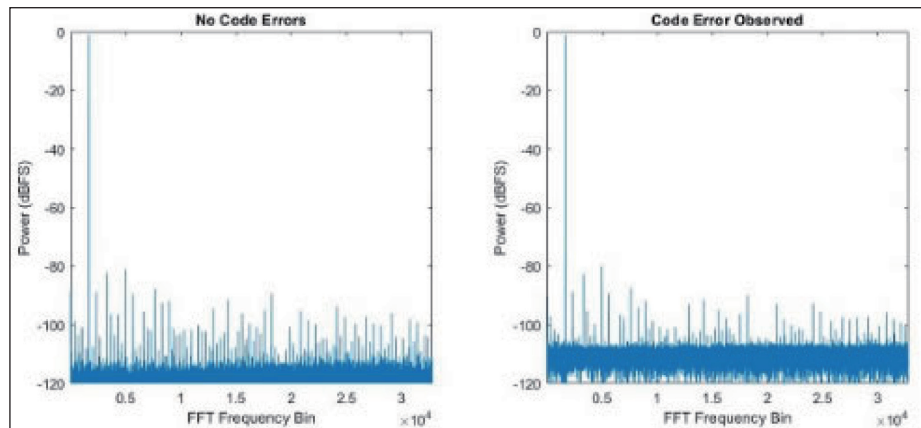 No Code Errors
0
-20
-40
-60
-80
-100
-120
Power (dBFS)
0.5 1 1.5 2 2.5 3
×10⁴
FFT Frequency Bin
Code Error Observed
0
-20
-40
-60
-80
-100
-120
Power (dBFS)
0.5 1 1.5 2 2.5 3
×10⁴
FFT Frequency Bin